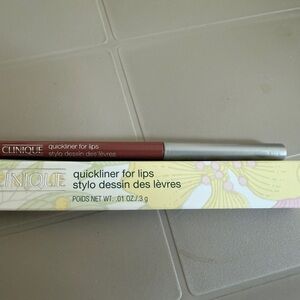 CLINIQUE quickliner for lips
stylo dessin des lèvres
CLINIQUE quickliner for lips
stylo dessin des lèvres
POIDS NET WT. .01 OZ./.3 g